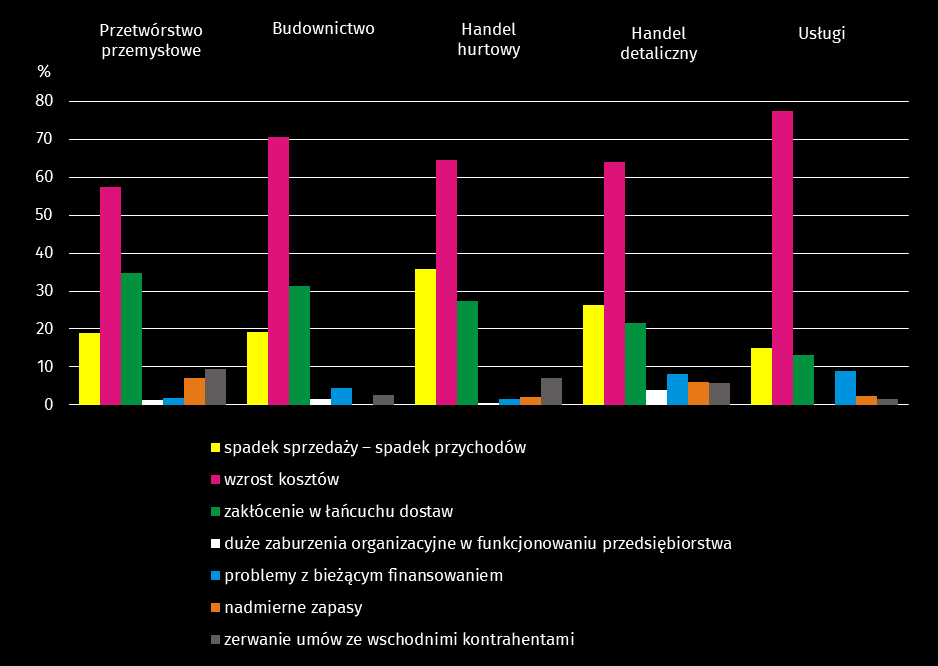 Przetwórstwo
przemysłowe
Budownictwo
Handel
hurtowy
Handel
detaliczny
Usługi
%
80
70
60
50
40
30
20
10
0
spadek sprzedaży – spadek przychodów
wzrost kosztów
zakłócenie w łańcuchu dostaw
duże zaburzenia organizacyjne w funkcjonowaniu przedsiębiorstwa
problemy z bieżącym finansowaniem
nadmierne zapasy
zerwanie umów ze wschodnimi kontrahentami